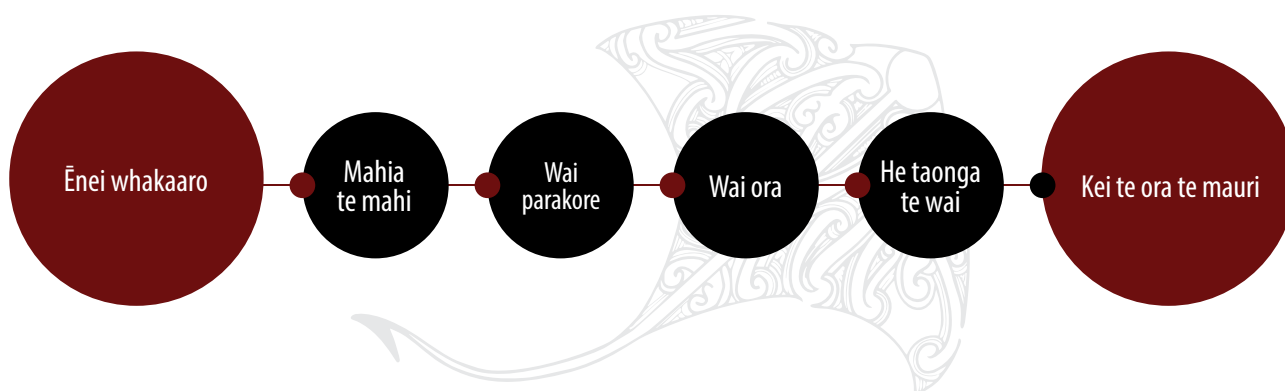 Ēnei whakaaro
Mahia
te mahi
Wai
parakore
Wai ora
He taonga
te wai
Kei te ora te mauri